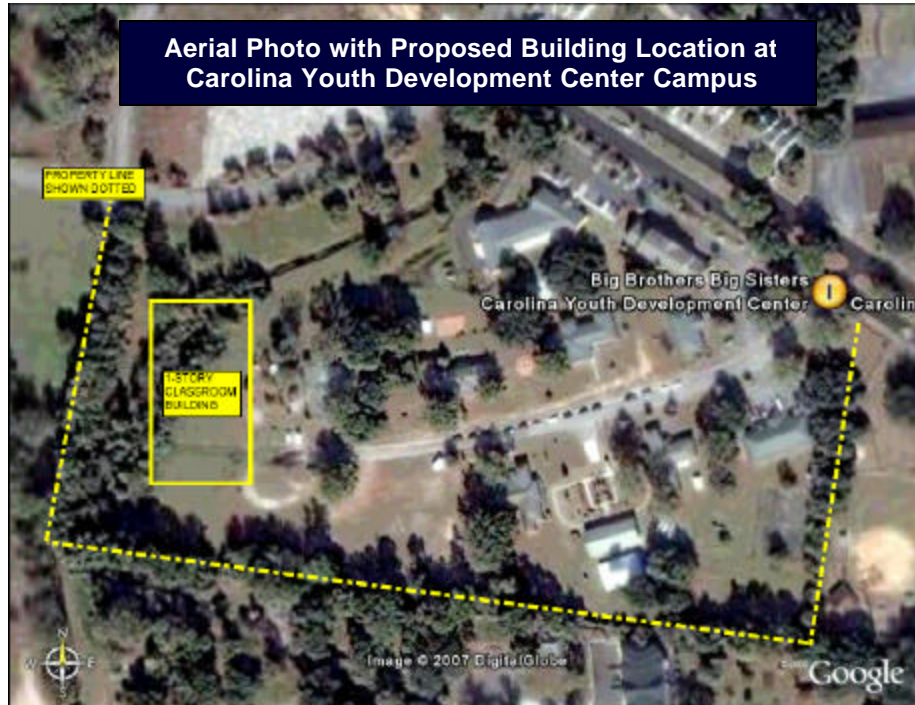 Aerial Photo with Proposed Building Location at
Carolina Youth Development Center Campus
PROPERTY LINE
SHOWN DOTTED
Big Brothers Big Sisters
Carolina Youth Development Center
Carolin
1-STORY
CLASSROOM
BUILDING
N
W
E
S
Image © 2007 DigitalGlobe
Google